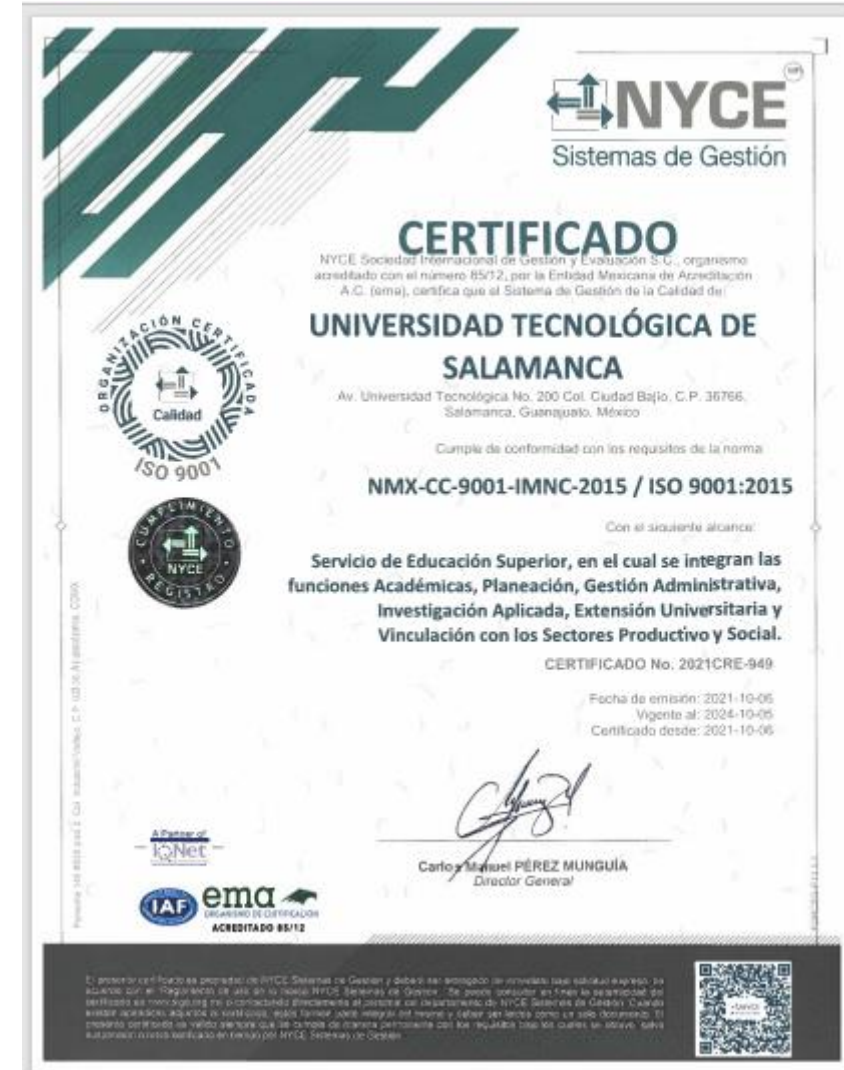 NYCE
Sistemas de Gestión
CERTIFICADO
NYCE Sociedad Internacional de Gestión y Evaluación S.C., organismo
acreditado con el número 85/12, por la Entidad Mexicana de Acreditación
A.C. (ema), certifica que el Sistema de Gestión de la Calidad de:
UNIVERSIDAD TECNOLÓGICA DE
SALAMANCA
Av. Universidad Tecnológica No. 200 Col. Ciudad Bajío, C.P. 36766,
Salamanca, Guanajuato, México
Cumple de conformidad con los requisitos de la norma
NMX-CC-9001-IMNC-2015 / ISO 9001:2015
Con el siguiente alcance:
Servicio de Educación Superior, en el cual se integran las
funciones Académicas, Planeación, Gestión Administrativa,
Investigación Aplicada, Extensión Universitaria y
Vinculación con los Sectores Productivo y Social.
CERTIFICADO No. 2021CRE-949
Fecha de emisión: 2021-10-06
Vigente al: 2024-10-05
Certificado desde: 2021-10-06
ORGANIZACIÓN CERTIFICADA
Calidad
ISO 9001
CUMPLIMIENTO
NYCE
REGISTRO
Carlos Manuel PÉREZ MUNGUÍA
Director General
A Partner of
IQNet
IAF
ema
ORGANISMO DE CERTIFICACIÓN
ACREDITADO 85/12